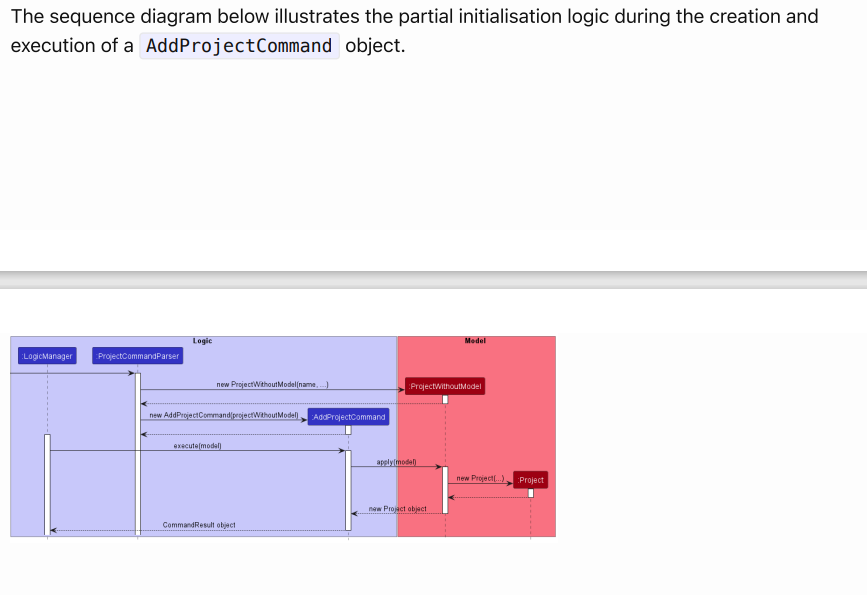 The sequence diagram below illustrates the partial initialisation logic during the creation and
execution of a AddProjectCommand object.
Logic
Model
:LogicManager
:ProjectCommandParser
new ProjectWithoutModel(name, ...)
:ProjectWithoutModel
new AddProjectCommand(projectWithoutModel)
:AddProjectCommand
execute(model)
apply(model)
new Project(...)
:Project
new Project object
CommandResult object